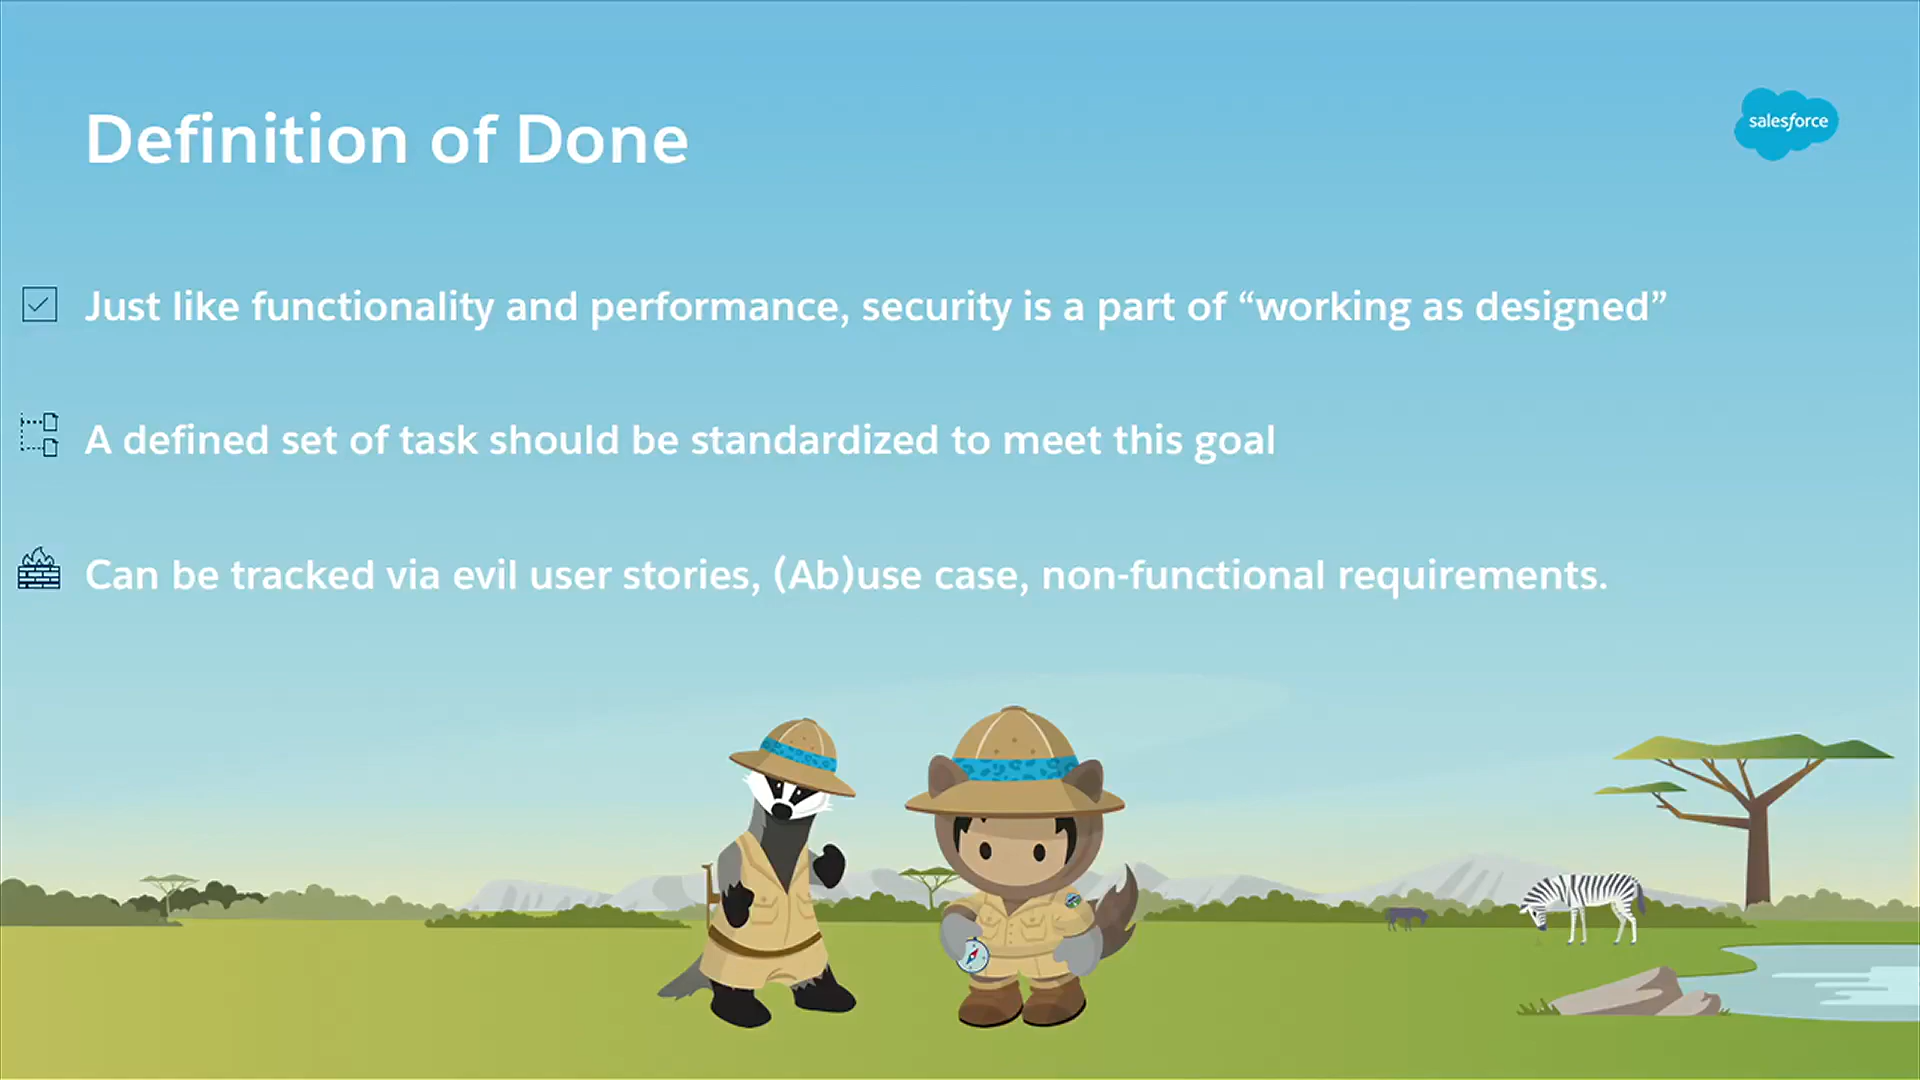 Definition of Done
salesforce
Just like functionality and performance, security is a part of “working as designed”
A defined set of task should be standardized to meet this goal
Can be tracked via evil user stories, (Ab)use case, non-functional requirements.